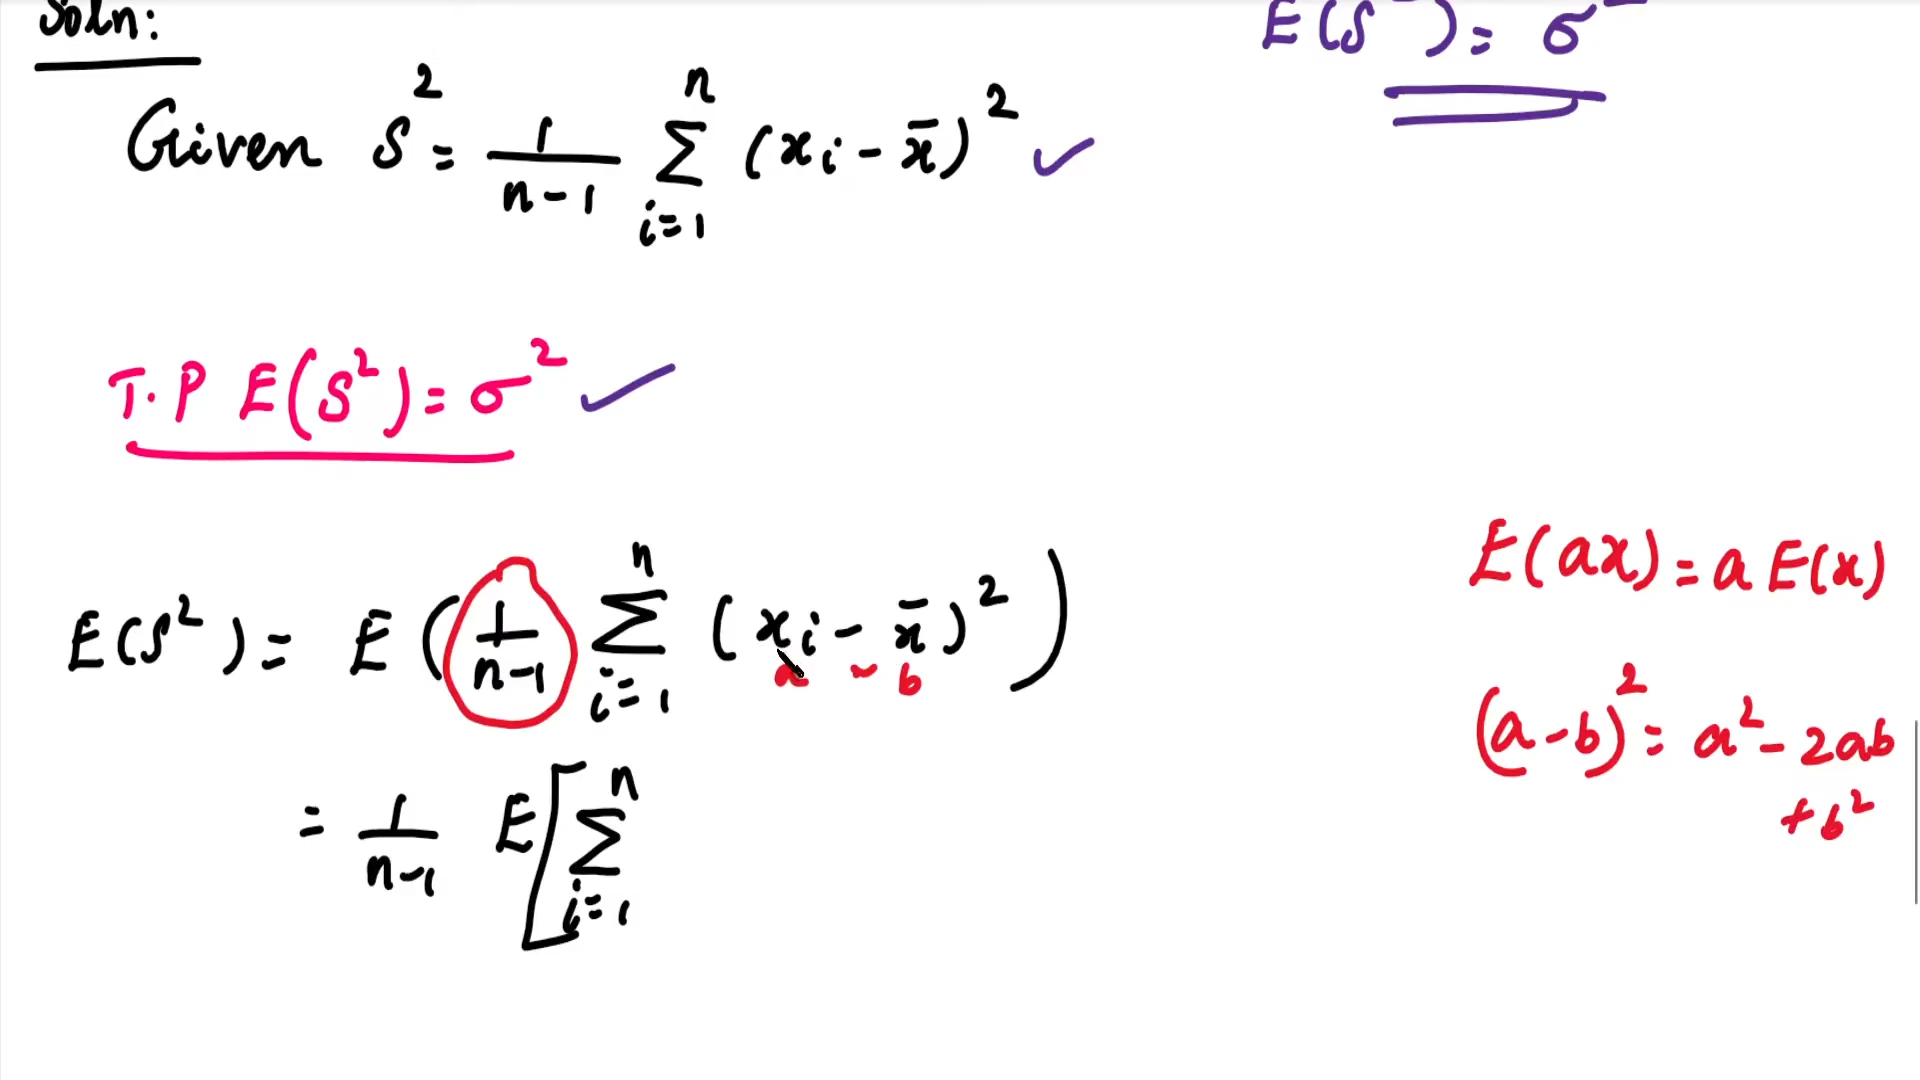 Soln:
E(S²) = σ²
Given S² = 1/(n-1) Σ_{i=1}^{n} (xi - x̄)²
T.P E(S²) = σ²
E(ax) = a E(x)
E(S²) = E( 1/(n-1) Σ_{i=1}^{n} (xi - x̄)² )
a - b
(a-b)² = a² - 2ab
+b²
= 1/(n-1) E[ Σ_{i=1}^{n}